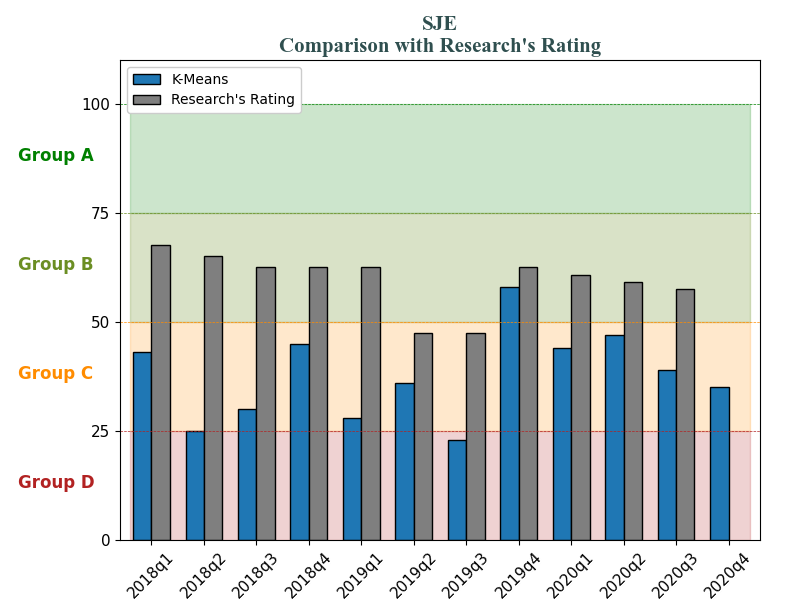 SJE
Comparison with Research's Rating
K-Means
Research's Rating
100
Group A
75
Group B
50
Group C
25
Group D
0
2018q1
2018q2
2018q3
2018q4
2019q1
2019q2
2019q3
2019q4
2020q1
2020q2
2020q3
2020q4